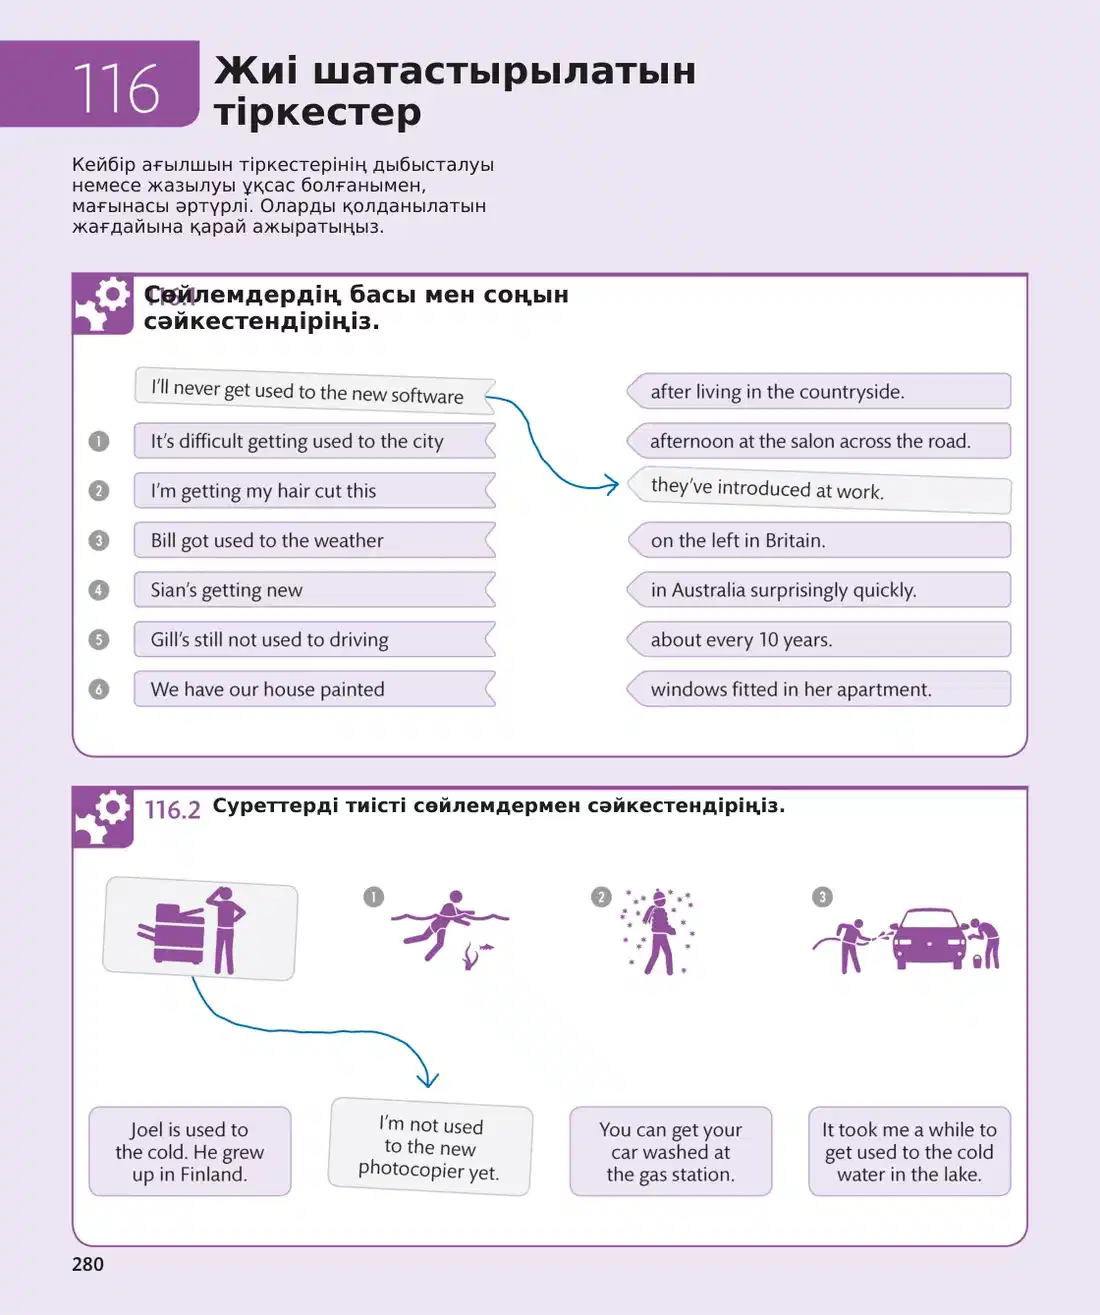 116
Жиі шатастырылатын
тіркестер
Кейбір ағылшын тіркестерінің дыбысталуы
немесе жазылуы ұқсас болғанымен,
мағынасы әртүрлі. Оларды қолданылатын
жағдайына қарай ажыратыңыз.
116.1 Сөйлемдердің басы мен соңын
сәйкестендіріңіз.
I'll never get used to the new software
1 It's difficult getting used to the city
2 I'm getting my hair cut this
3 Bill got used to the weather
4 Sian's getting new
5 Gill's still not used to driving
6 We have our house painted
after living in the countryside.
afternoon at the salon across the road.
they've introduced at work.
on the left in Britain.
in Australia surprisingly quickly.
about every 10 years.
windows fitted in her apartment.
116.2 Суреттерді тиісті сөйлемдермен сәйкестендіріңіз.
1
2
3
Joel is used to
the cold. He grew
up in Finland.
I'm not used
to the new
photocopier yet.
You can get your
car washed at
the gas station.
It took me a while to
get used to the cold
water in the lake.
280